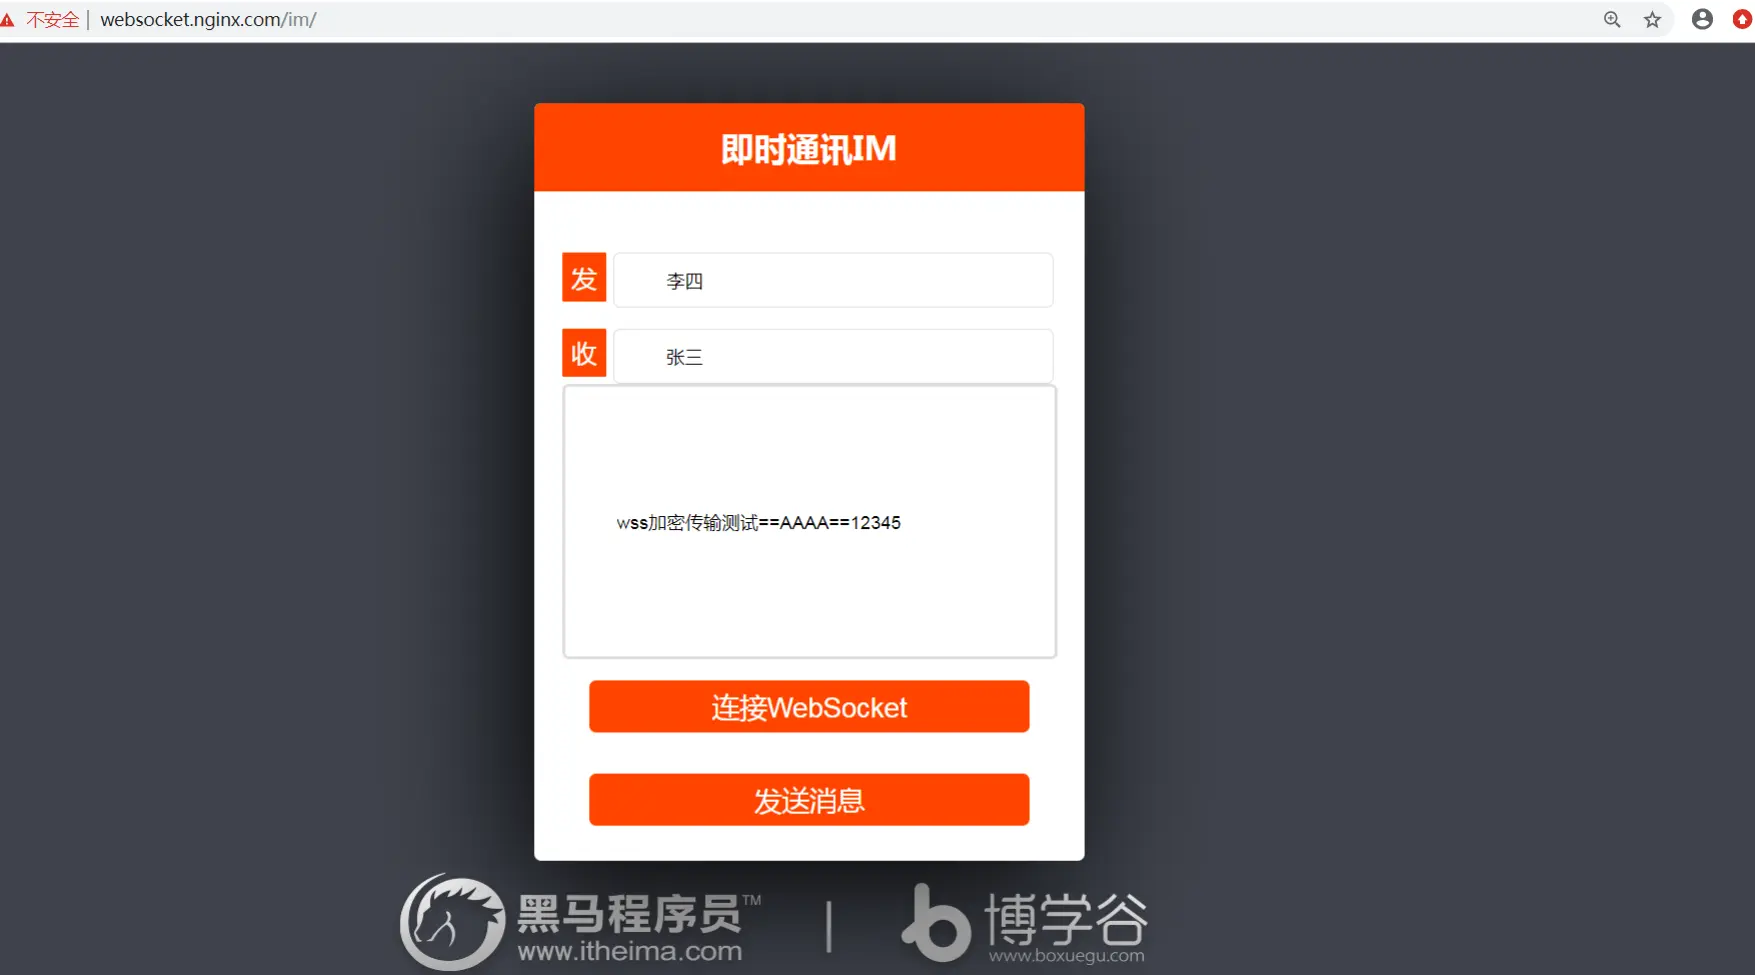 不安全 | websocket.nginx.com/im/
即时通讯IM
发 李四
收 张三
wss加密传输测试==AAAA==12345
连接WebSocket
发送消息
黑马程序员™ | 博学谷
www.itheima.com www.boxuegu.com